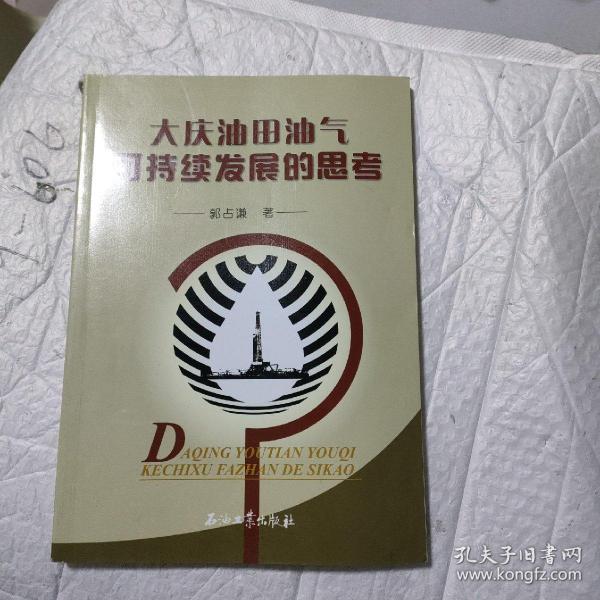 大庆油田油气
可持续发展的思考
郭占谦 著
DAQING YOUTIAN YOUQI
KECHIXU FAZHAN DE SIKAO
石油工业出版社
孔夫子旧书网
www.kongfz.com